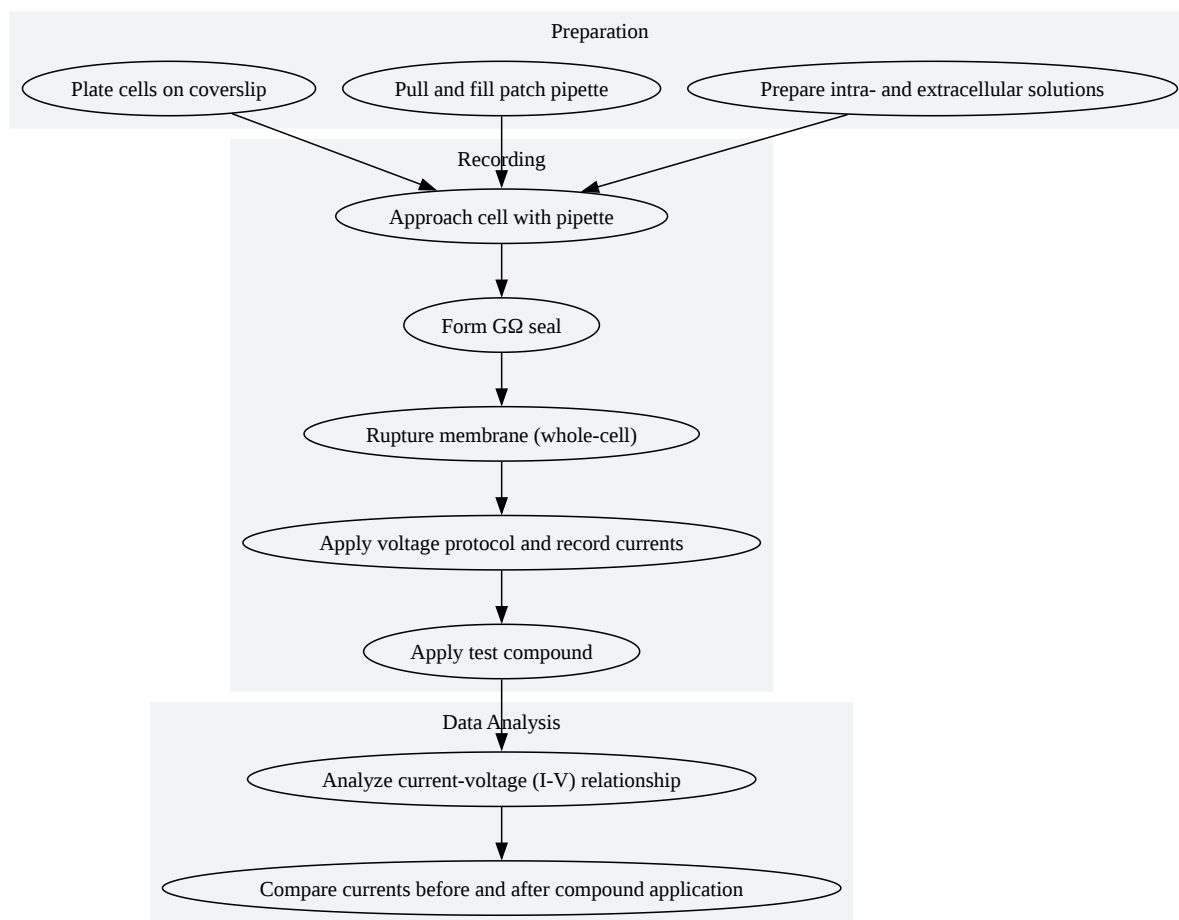 Preparation
Plate cells on coverslip
Pull and fill patch pipette
Prepare intra- and extracellular solutions
Recording
Approach cell with pipette
Form GΩ seal
Rupture membrane (whole-cell)
Apply voltage protocol and record currents
Apply test compound
Data Analysis
Analyze current-voltage (I-V) relationship
Compare currents before and after compound application